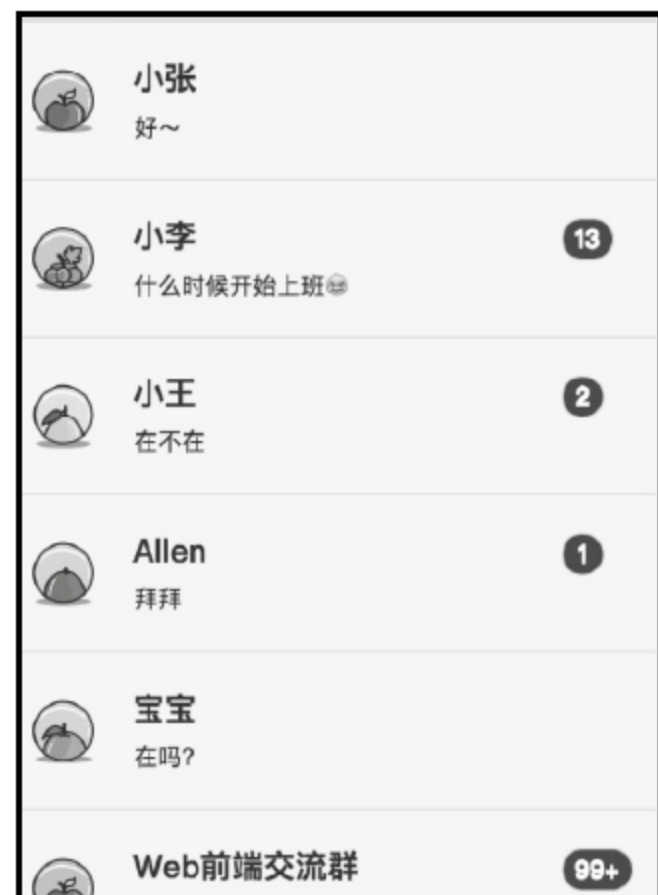 小张
好～
小李
13
什么时候开始上班
小王
2
在不在
Allen
1
拜拜
宝宝
在吗?
Web前端交流群
99+